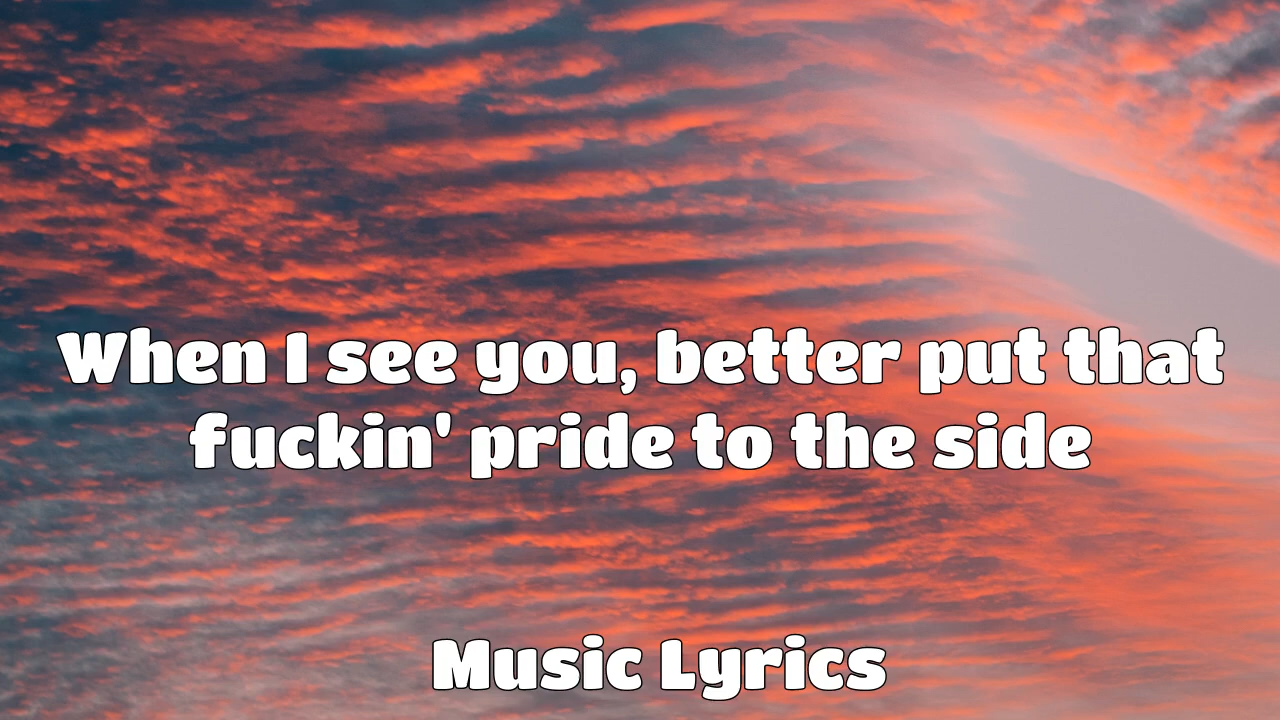 When I see you, better put that
fuckin' pride to the side
Music Lyrics